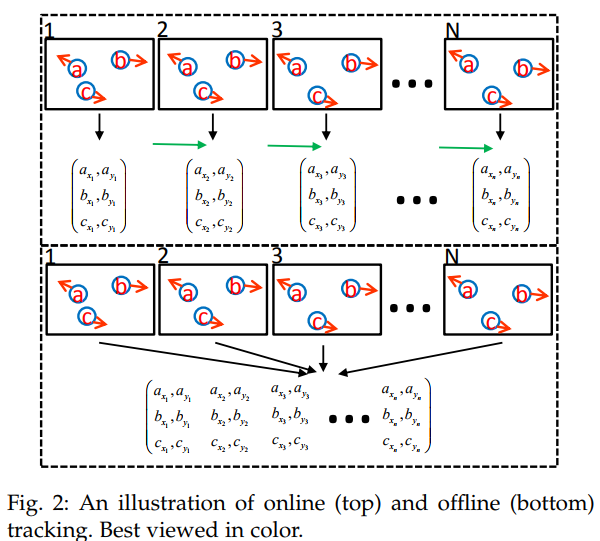 1 2 3 N
a b c a b c a b c ••• a b c
a_{x_1},a_{y_1} a_{x_2},a_{y_2} a_{x_3},a_{y_3} a_{x_n},a_{y_n}
b_{x_1},b_{y_1} b_{x_2},b_{y_2} b_{x_3},b_{y_3} ••• b_{x_n},b_{y_n}
c_{x_1},c_{y_1} c_{x_2},c_{y_2} c_{x_3},c_{y_3} c_{x_n},c_{y_n}
1 2 3 N
a b c a b c a b c ••• a b c
a_{x_1},a_{y_1} a_{x_2},a_{y_2} a_{x_3},a_{y_3} a_{x_n},a_{y_n}
b_{x_1},b_{y_1} b_{x_2},b_{y_2} b_{x_3},b_{y_3} ••• b_{x_n},b_{y_n}
c_{x_1},c_{y_1} c_{x_2},c_{y_2} c_{x_3},c_{y_3} c_{x_n},c_{y_n}
Fig. 2: An illustration of online (top) and offline (bottom)
tracking. Best viewed in color.